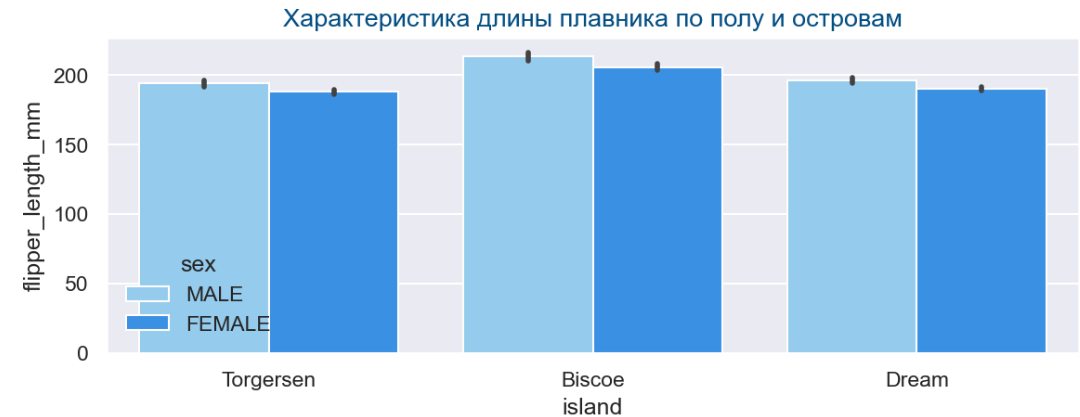 Характеристика длины плавника по полу и островам
flipper_length_mm
200
150
100
50
0
sex
MALE
FEMALE
Torgersen
Biscoe
Dream
island